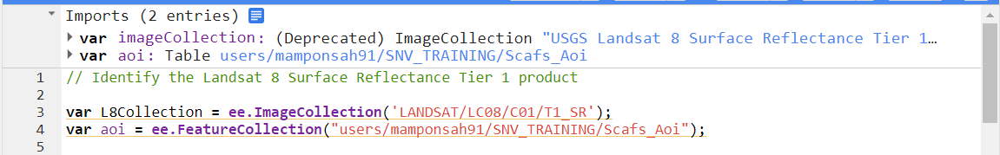 Imports (2 entries)
var imageCollection: (Deprecated) ImageCollection "USGS Landsat 8 Surface Reflectance Tier 1…
var aoi: Table users/mamponsah91/SNV_TRAINING/Scafs_Aoi
1 // Identify the Landsat 8 Surface Reflectance Tier 1 product
2
3 var L8Collection = ee.ImageCollection('LANDSAT/LC08/C01/T1_SR');
4 var aoi = ee.FeatureCollection("users/mamponsah91/SNV_TRAINING/Scafs_Aoi");
5